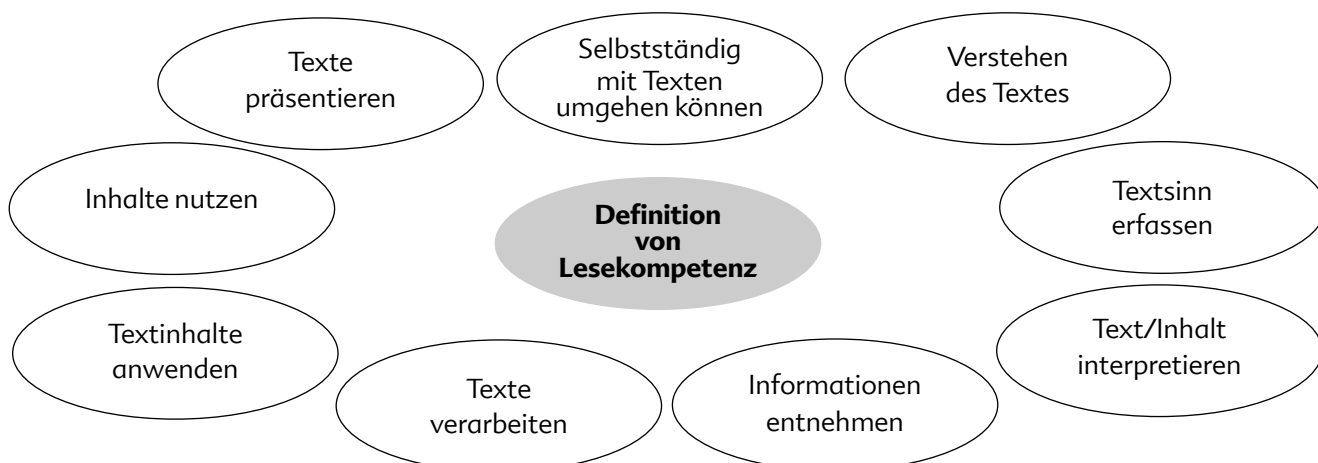 Texte
präsentieren
Selbstständig
mit Texten
umgehen können
Verstehen
des Textes
Inhalte nutzen
Definition
von
Lesekompetenz
Textsinn
erfassen
Textinhalte
anwenden
Text/Inhalt
interpretieren
Texte
verarbeiten
Informationen
entnehmen